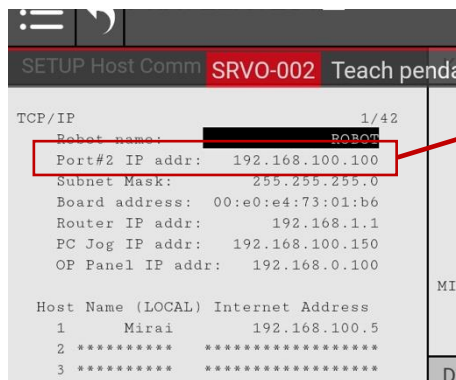 SETUP Host Comm SRVO-002 Teach penda
TCP/IP 1/42
Robot name: ROBOT
Port#2 IP addr: 192.168.100.100
Subnet Mask: 255.255.255.0
Board address: 00:e0:e4:73:01:b6
Router IP addr: 192.168.1.1
PC Jog IP addr: 192.168.100.150
OP Panel IP addr: 192.168.0.100
MI
Host Name (LOCAL) Internet Address
1 Mirai 192.168.100.5
2 ********** ******************
3 ********** ******************
D